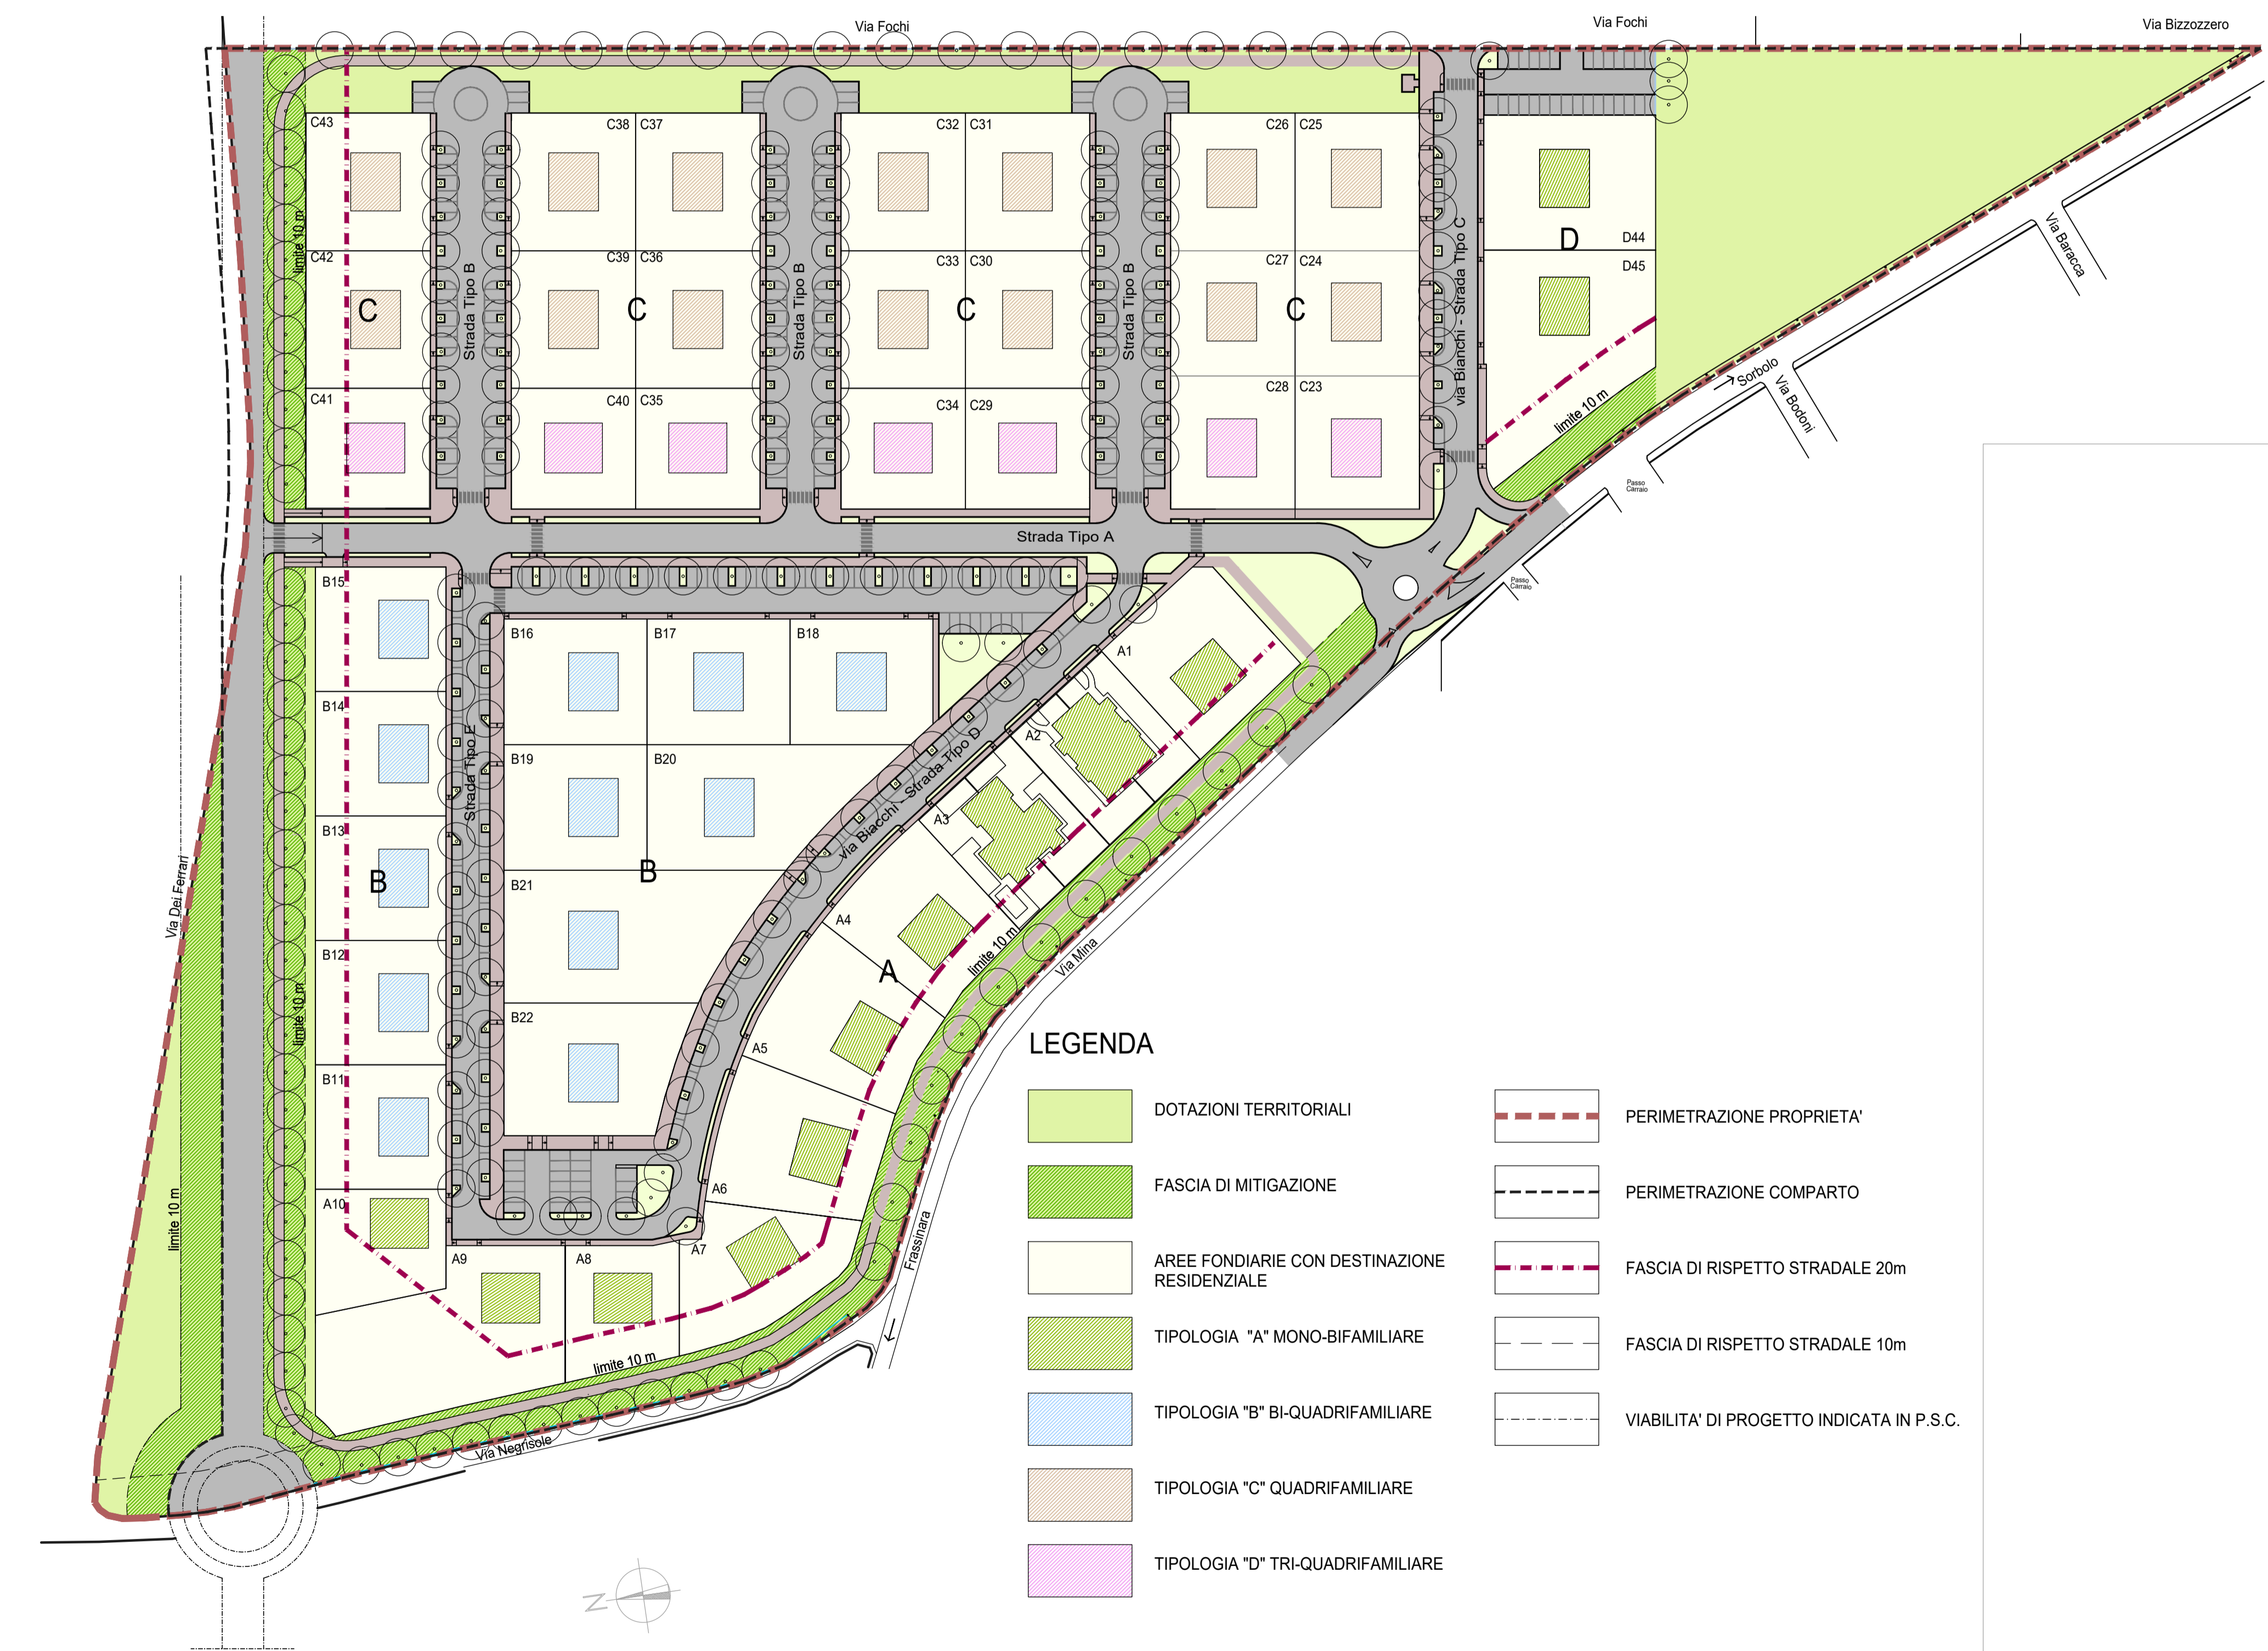 Via Fochi
Via Fochi
Via Bizzozzero
C43
C38
C37
C32
C31
C26
C25
limite 10 m
Via Baracca
via Bianchi - Strada Tipo C
D
D44
D45
C42
C39
C36
C33
C30
C27
C24
Strada Tipo B
Strada Tipo B
Strada Tipo B
C
C
C
C
Sorbolo
Via Bodoni
limite 10 m
C41
C40
C35
C34
C29
C28
C23
Passo
Carraio
Strada Tipo A
Passo
Carraio
B15
B16
B17
B18
A1
B14
Strada Tipo E
A2
B19
B20
Via Biacchi - Strada Tipo D
A3
B13
B
B
B21
Via Dei Ferrari
A4
A
limite 10 m
Via Mina
B12
limite 10 m
B22
A5
B11
A6
A10
limite 10 m
Frassinara
A9
A8
A7
limite 10 m
Via Negrisole
N
LEGENDA
DOTAZIONI TERRITORIALI
FASCIA DI MITIGAZIONE
AREE FONDIARIE CON DESTINAZIONE
RESIDENZIALE
TIPOLOGIA "A" MONO-BIFAMILIARE
TIPOLOGIA "B" BI-QUADRIFAMILIARE
TIPOLOGIA "C" QUADRIFAMILIARE
TIPOLOGIA "D" TRI-QUADRIFAMILIARE
PERIMETRAZIONE PROPRIETA'
PERIMETRAZIONE COMPARTO
FASCIA DI RISPETTO STRADALE 20m
FASCIA DI RISPETTO STRADALE 10m
VIABILITA' DI PROGETTO INDICATA IN P.S.C.